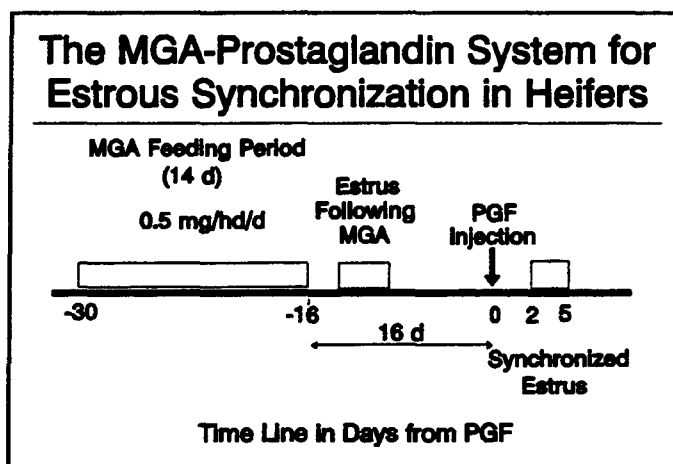 The MGA-Prostaglandin System for
Estrous Synchronization in Heifers
MGA Feeding Period
(14 d)
0.5 mg/hd/d
Estrus
Following
MGA
PGF
Injection
-30
-16
0
2
5
16 d
Synchronized
Estrus
Time Line in Days from PGF